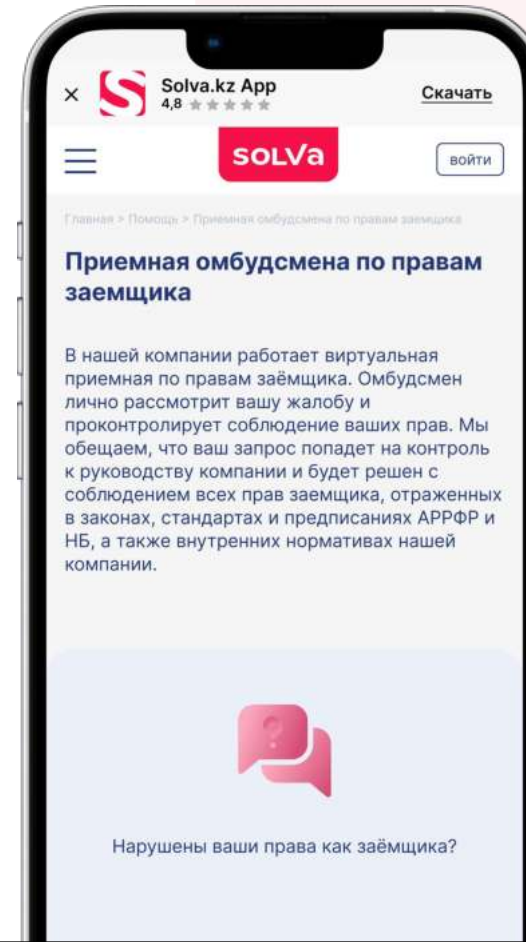 Solva.kz App
Скачать
4,8
solva
войти
Главная > Помощь > Приемная омбудсмена по правам заемщика
Приемная омбудсмена по правам
заемщика
В нашей компании работает виртуальная
приемная по правам заёмщика. Омбудсмен
лично рассмотрит вашу жалобу и
проконтролирует соблюдение ваших прав. Мы
обещаем, что ваш запрос попадет на контроль
к руководству компании и будет решен с
соблюдением всех прав заемщика, отраженных
в законах, стандартах и предписаниях АРРФР и
НБ, а также внутренних нормативах нашей
компании.
Нарушены ваши права как заёмщика?